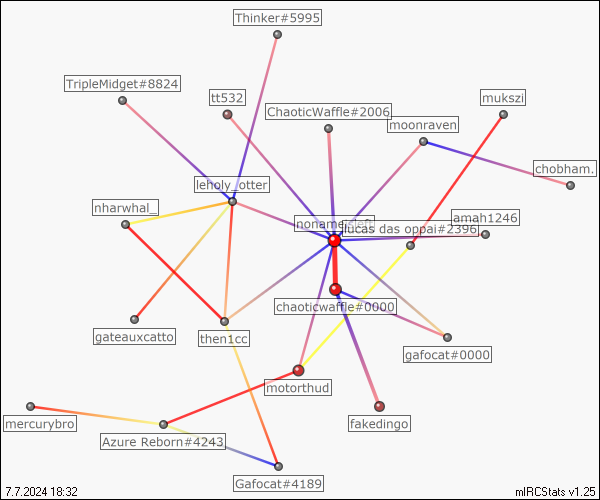 Thinker#5995
TripleMidget#8824
tt532
ChaoticWaffle#2006
mukszi
moonraven
chobham.
leholy_otter
nharwhal_
amah1246
lucas das oppai#2396
chaoticwaffle#0000
gateauxcatto
then1cc
gafocat#0000
motorthud
mercurybro
fakedingo
Azure Reborn#4243
Gafocat#4189
7.7.2024 18:32
mIRCStats v1.25